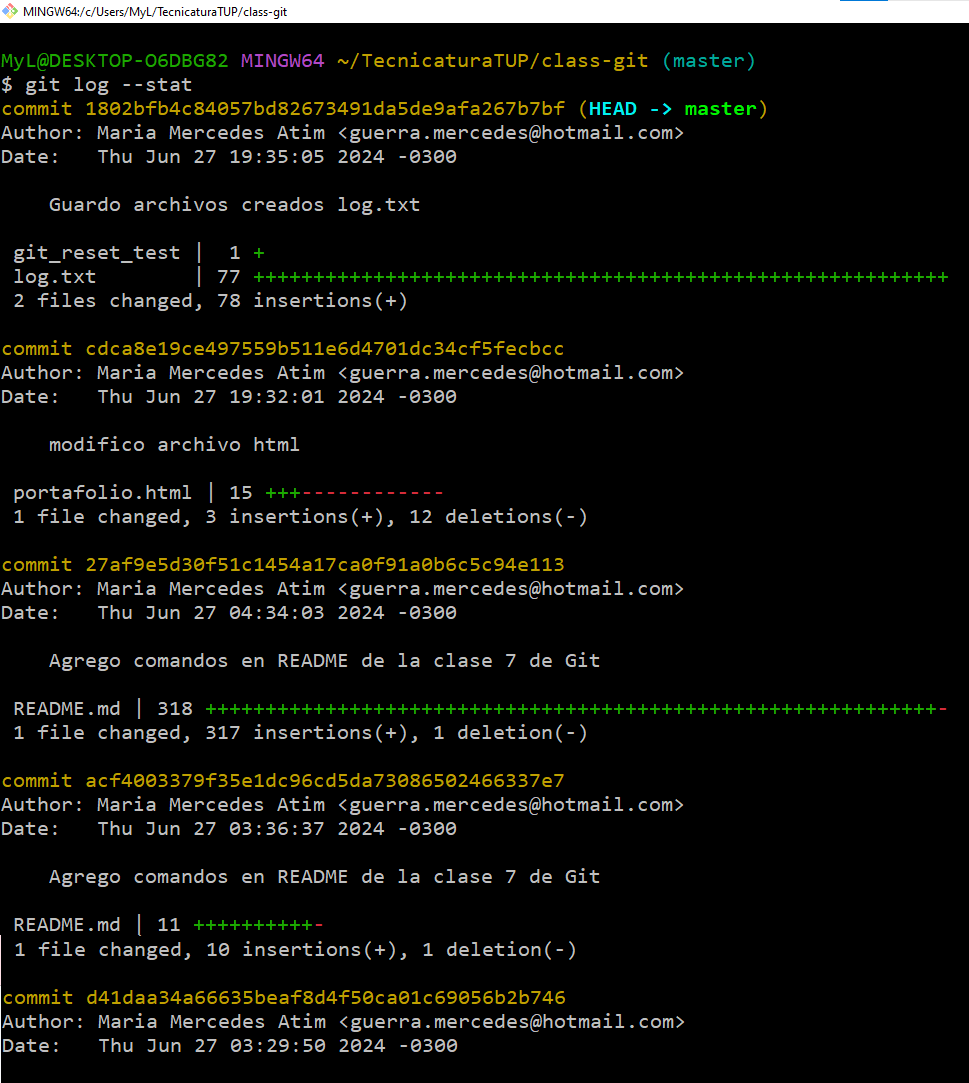 MINGW64:/c/Users/MyL/TecnicaturaTUP/class-git
MyL@DESKTOP-O6DBG82 MINGW64 ~/TecnicaturaTUP/class-git (master)
$ git log --stat
commit 1802bfb4c84057bd82673491da5de9afa267b7bf (HEAD -> master)
Author: Maria Mercedes Atim <guerra.mercedes@hotmail.com>
Date:   Thu Jun 27 19:35:05 2024 -0300
    Guardo archivos creados log.txt
 git_reset_test |  1 +
 log.txt        | 77 ++++++++++++++++++++++++++++++++++++++++++++++++++++++++++
 2 files changed, 78 insertions(+)
commit cdca8e19ce497559b511e6d4701dc34cf5fecbcc
Author: Maria Mercedes Atim <guerra.mercedes@hotmail.com>
Date:   Thu Jun 27 19:32:01 2024 -0300
    modifico archivo html
 portafolio.html | 15 +++------------
 1 file changed, 3 insertions(+), 12 deletions(-)
commit 27af9e5d30f51c1454a17ca0f91a0b6c5c94e113
Author: Maria Mercedes Atim <guerra.mercedes@hotmail.com>
Date:   Thu Jun 27 04:34:03 2024 -0300
    Agrego comandos en README de la clase 7 de Git
 README.md | 318 +++++++++++++++++++++++++++++++++++++++++++++++++++++++++++++-
 1 file changed, 317 insertions(+), 1 deletion(-)
commit acf4003379f35e1dc96cd5da73086502466337e7
Author: Maria Mercedes Atim <guerra.mercedes@hotmail.com>
Date:   Thu Jun 27 03:36:37 2024 -0300
    Agrego comandos en README de la clase 7 de Git
 README.md | 11 ++++++++++-
 1 file changed, 10 insertions(+), 1 deletion(-)
commit d41daa34a66635beaf8d4f50ca01c69056b2b746
Author: Maria Mercedes Atim <guerra.mercedes@hotmail.com>
Date:   Thu Jun 27 03:29:50 2024 -0300